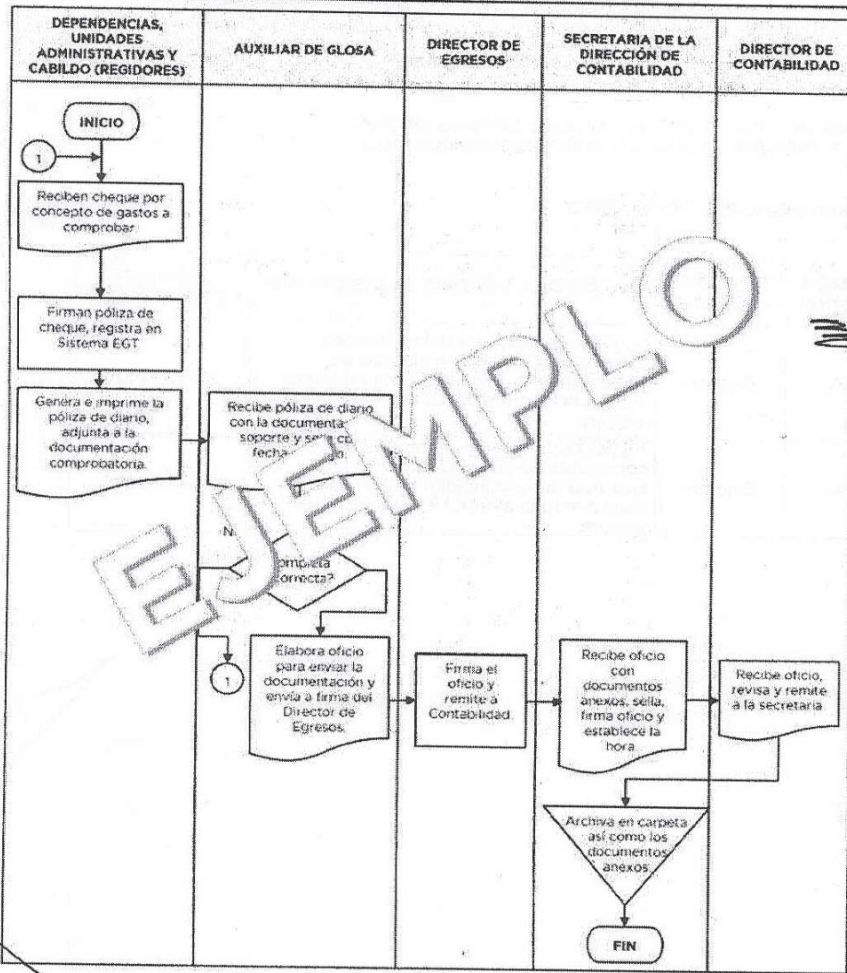 DEPENDENCIAS,
UNIDADES
ADMINISTRATIVAS Y
CABILDO (REGIDORES)
AUXILIAR DE GLOSA
DIRECTOR DE
EGRESOS
SECRETARIA DE LA
DIRECCIÓN DE
CONTABILIDAD
DIRECTOR DE
CONTABILIDAD
INICIO
1
Reciben cheque por
concepto de gastos a
comprobar
Firman póliza de
cheque, registra en
Sistema EGT
Genera e imprime la
póliza de diario,
adjunta a la
documentación
comprobatoria.
Recibe póliza de diario
con la
soporte y
fecha
correcta?
1
Elabora oficio
para enviar la
documentación y
envía a firma del
Director de
Egresos.
Firma el
oficio y
remite a
Contabilidad
Recibe oficio
con
documentos
anexos, sella,
firma oficio y
establece la
hora
Recibe oficio,
revisa y remite
a la secretaria
Archiva en carpeta
así como los
documentos
anexos
FIN
EJEMPLO